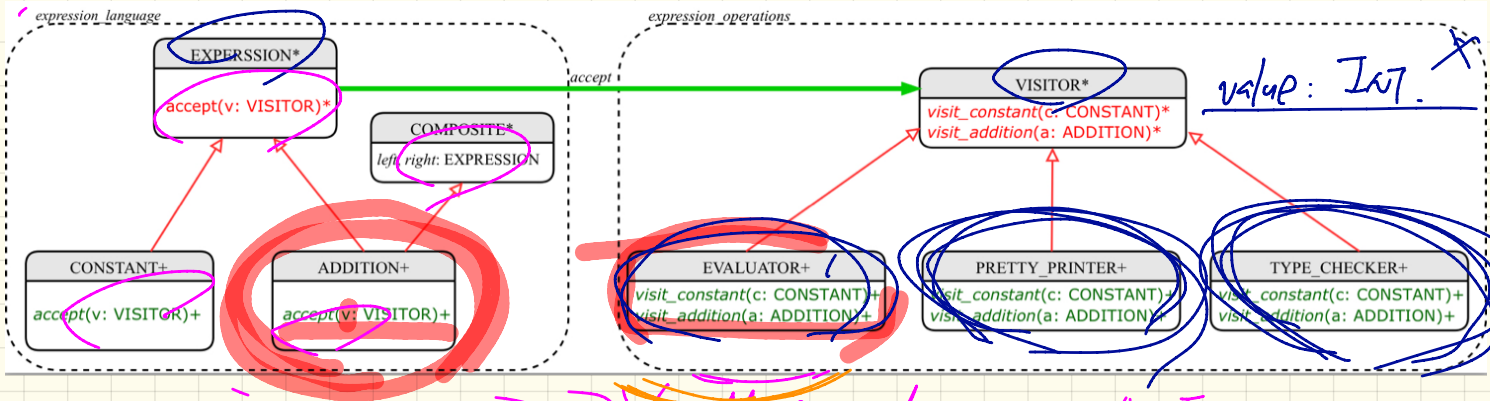 expression_language
expression_operations
EXPERSSION*
accept(v: VISITOR)*
accept
VISITOR*
visit_constant(c: CONSTANT)*
visit_addition(a: ADDITION)*
value: INT.
COMPOSITE*
left, right: EXPRESSION
CONSTANT+
accept(v: VISITOR)+
ADDITION+
accept(v: VISITOR)+
EVALUATOR+
visit_constant(c: CONSTANT)+
visit_addition(a: ADDITION)+
PRETTY_PRINTER+
visit_constant(c: CONSTANT)+
visit_addition(a: ADDITION)+
TYPE_CHECKER+
visit_constant(c: CONSTANT)+
visit_addition(a: ADDITION)+